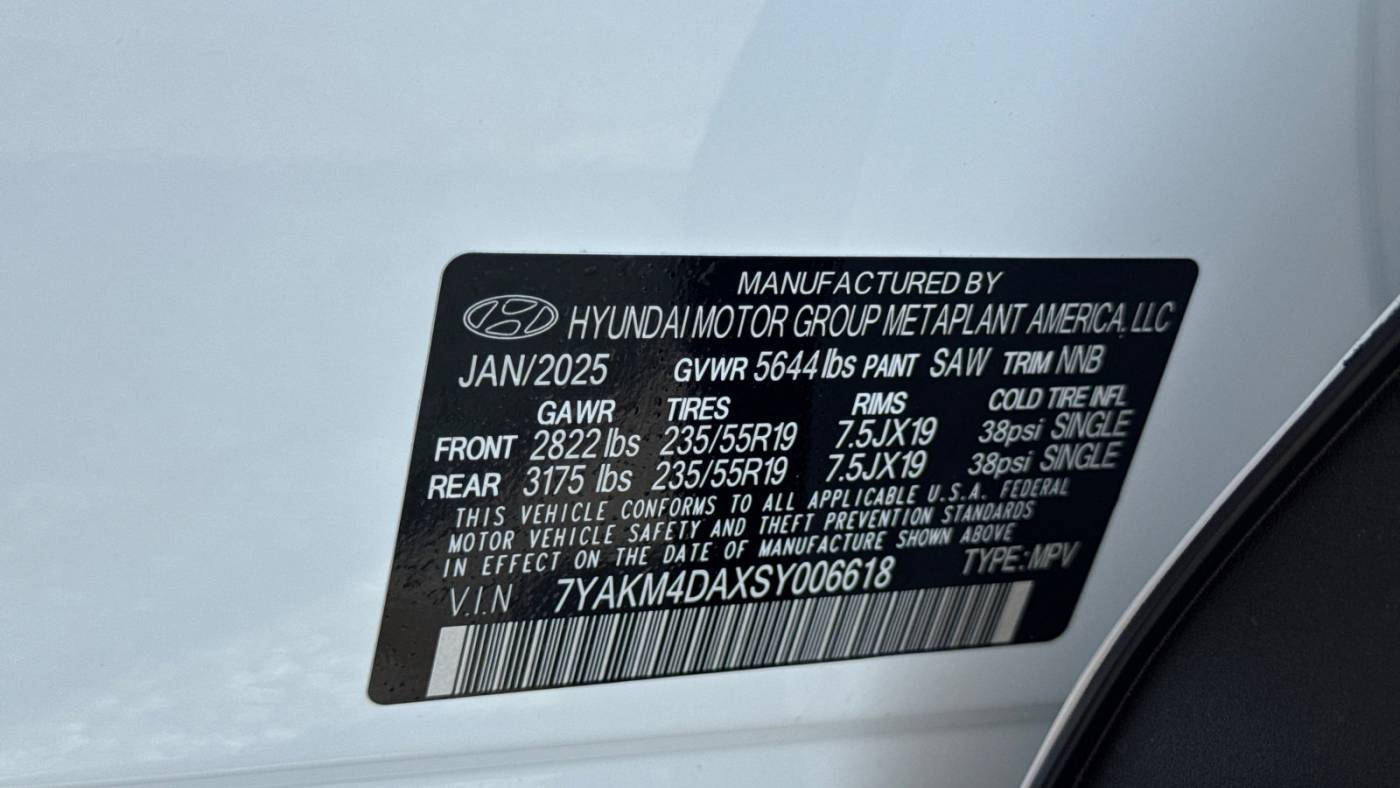 MANUFACTURED BY
HYUNDAI MOTOR GROUP METAPLANT AMERICA, LLC
JAN/2025 GVWR 5644 lbs PAINT SAW TRIM NNB
GAWR TIRES RIMS COLD TIRE INFL
FRONT 2822 lbs 235/55R19 7.5JX19 38psi SINGLE
REAR 3175 lbs 235/55R19 7.5JX19 38psi SINGLE
THIS VEHICLE CONFORMS TO ALL APPLICABLE U.S.A. FEDERAL
MOTOR VEHICLE SAFETY AND THEFT PREVENTION STANDARDS
IN EFFECT ON THE DATE OF MANUFACTURE SHOWN ABOVE
V.I.N 7YAKM4DAXSY006618 TYPE: MPV